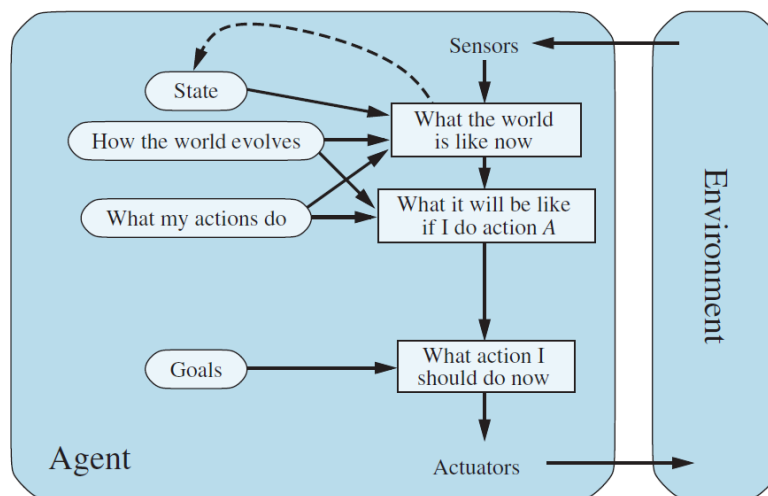 Sensors
State
What the world
is like now
How the world evolves
What it will be like
if I do action A
What my actions do
What action I
should do now
Goals
Agent
Actuators
Environment